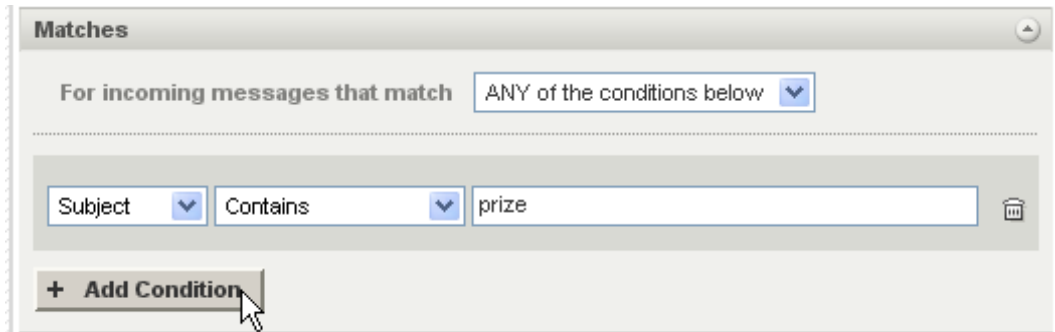 Matches
For incoming messages that match ANY of the conditions below
Subject Contains prize
+ Add Condition